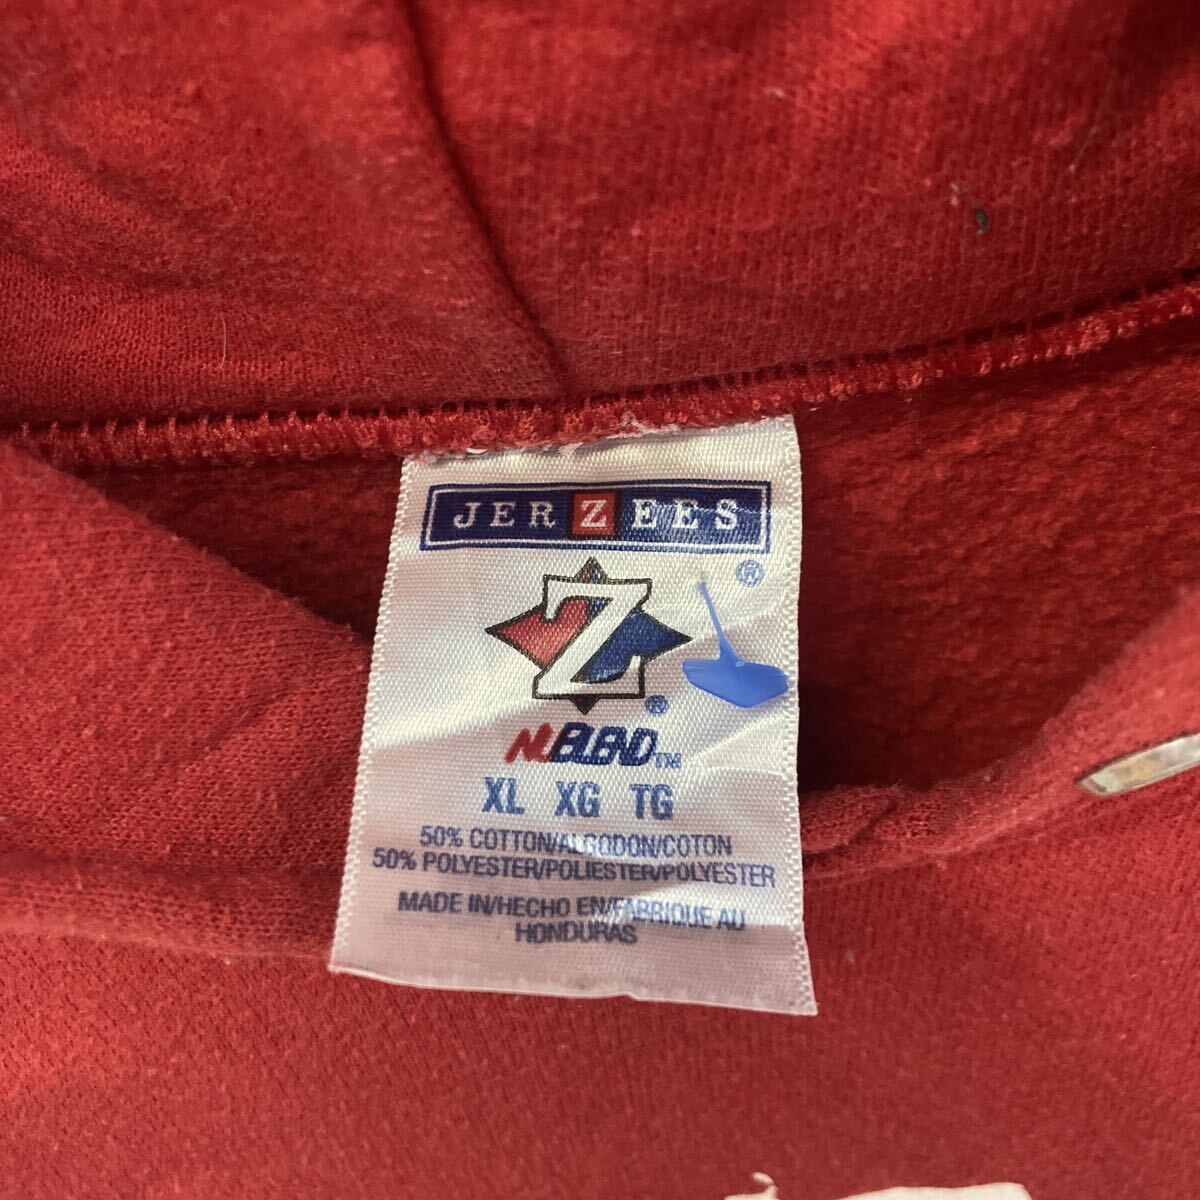 JERZEES
®
Z
®
NUBLEND™
XL XG TG
50% COTTON/ALGODON/COTON
50% POLYESTER/POLIESTER/POLYESTER
MADE IN/HECHO EN/FABRIQUE AU
HONDURAS